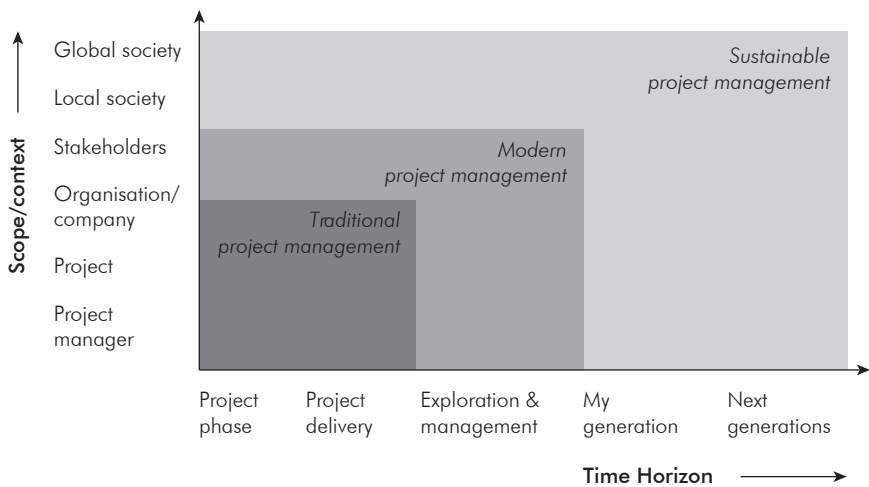 Scope/context
Global society
Local society
Stakeholders
Organisation/
company
Project
Project
manager
Sustainable
project management
Modern
project management
Traditional
project management
Project
phase
Project
delivery
Exploration &
management
My
generation
Next
generations
Time Horizon